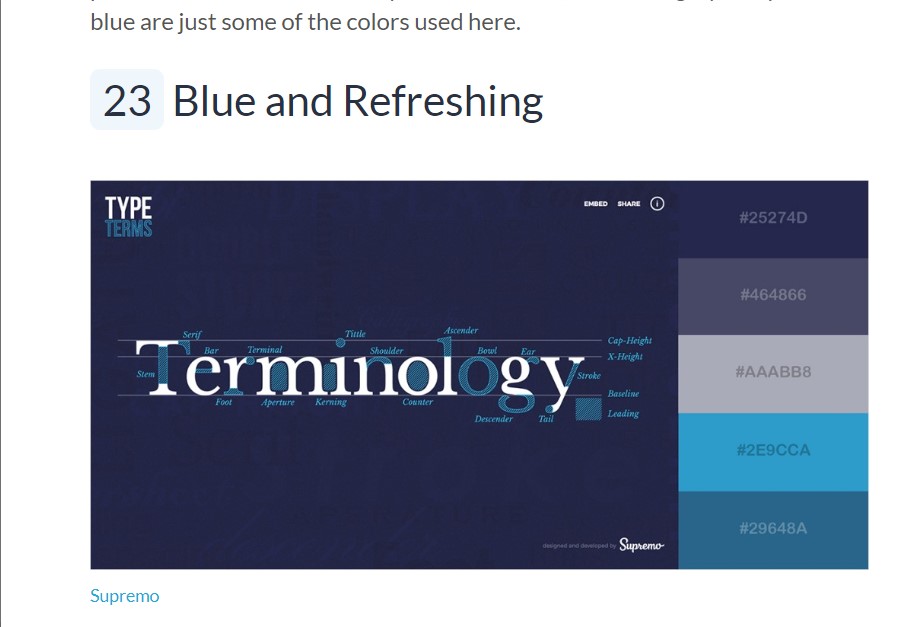 blue are just some of the colors used here.
23 Blue and Refreshing
TYPE
TERMS
EMBED SHARE i
#25274D
#464866
#AAABB8
#2E9CCA
#29648A
Serif Tittle Ascender
Cap-Height
Bar Terminal Shoulder Bowl Ear
X-Height
Stem Terminology Stroke
Baseline
Foot Aperture Kerning Counter
Leading
Descender Tail
designed and developed by Supremo
Supremo